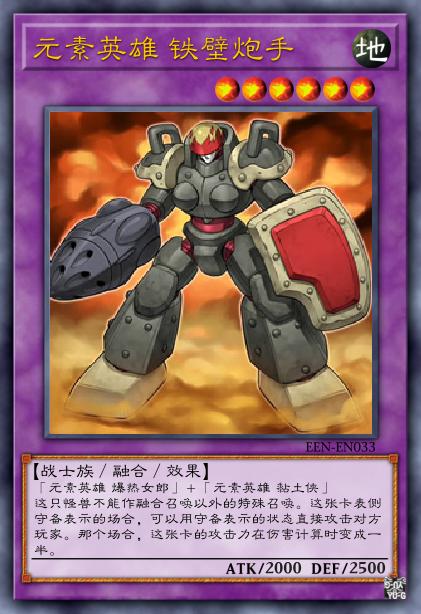 元素英雄 铁壁炮手
地
EEN-EN033
【战士族／融合／效果】
「元素英雄 爆热女郎」+「元素英雄 黏土侠」
这只怪兽不能作融合召唤以外的特殊召唤。这张卡表侧
守备表示的场合，可以用守备表示的状态直接攻击对方
玩家。那个场合，这张卡的攻击力在伤害计算时变成一
半。
ATK/2000 DEF/2500